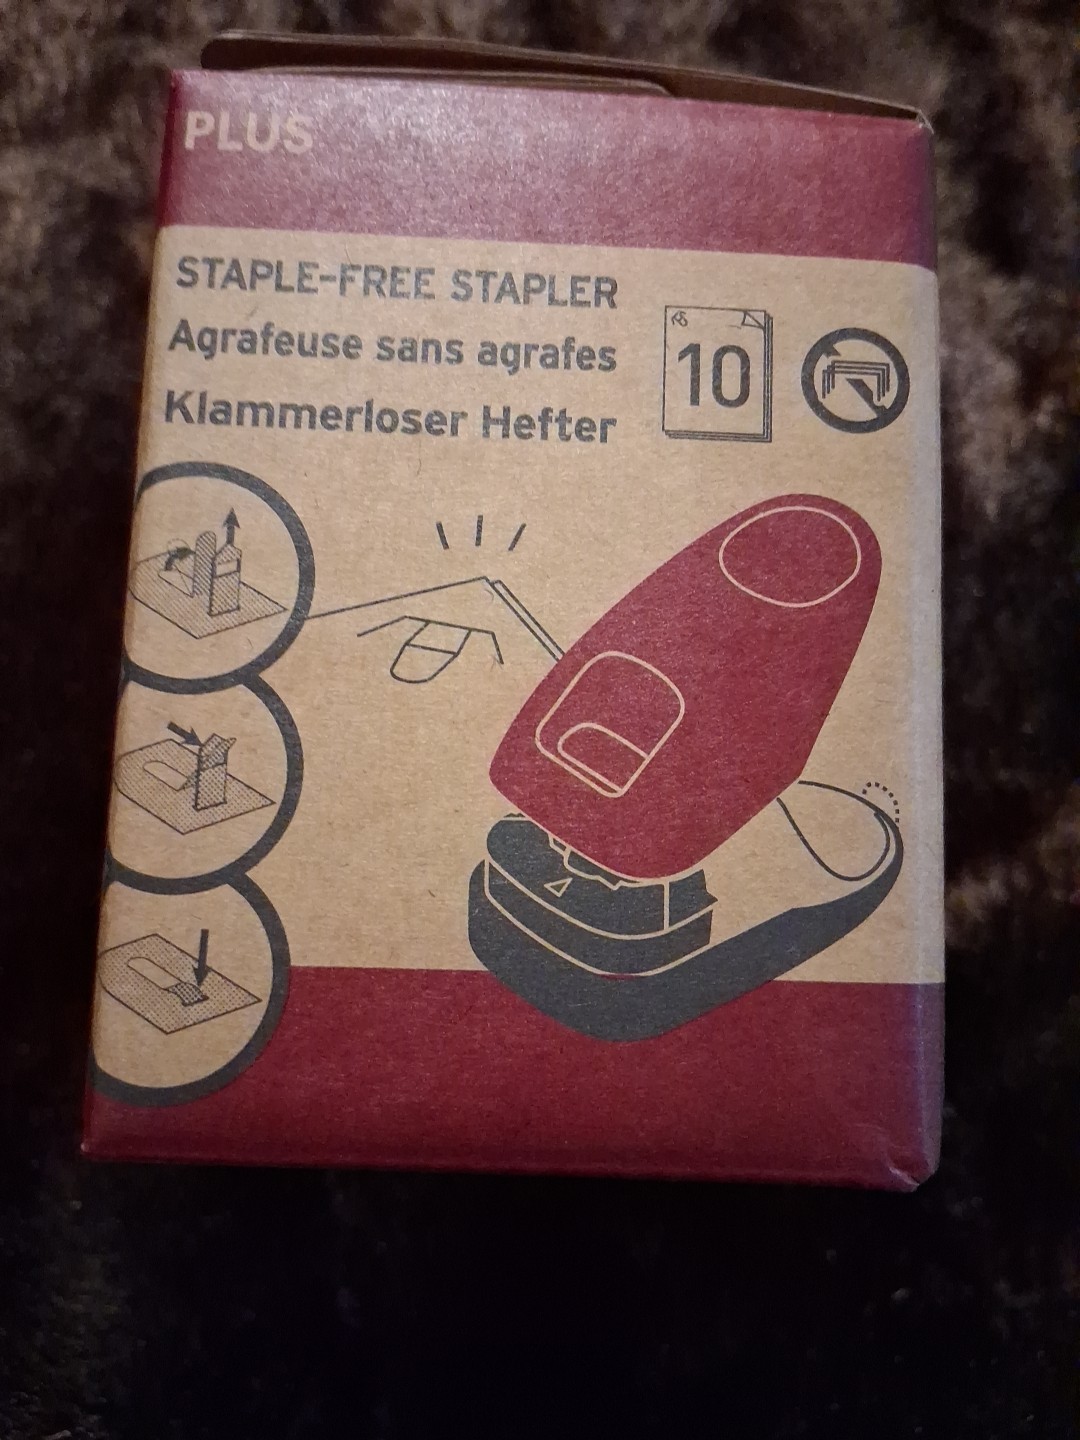 PLUS
STAPLE-FREE STAPLER
Agrafeuse sans agrafes
Klammerloser Hefter
10